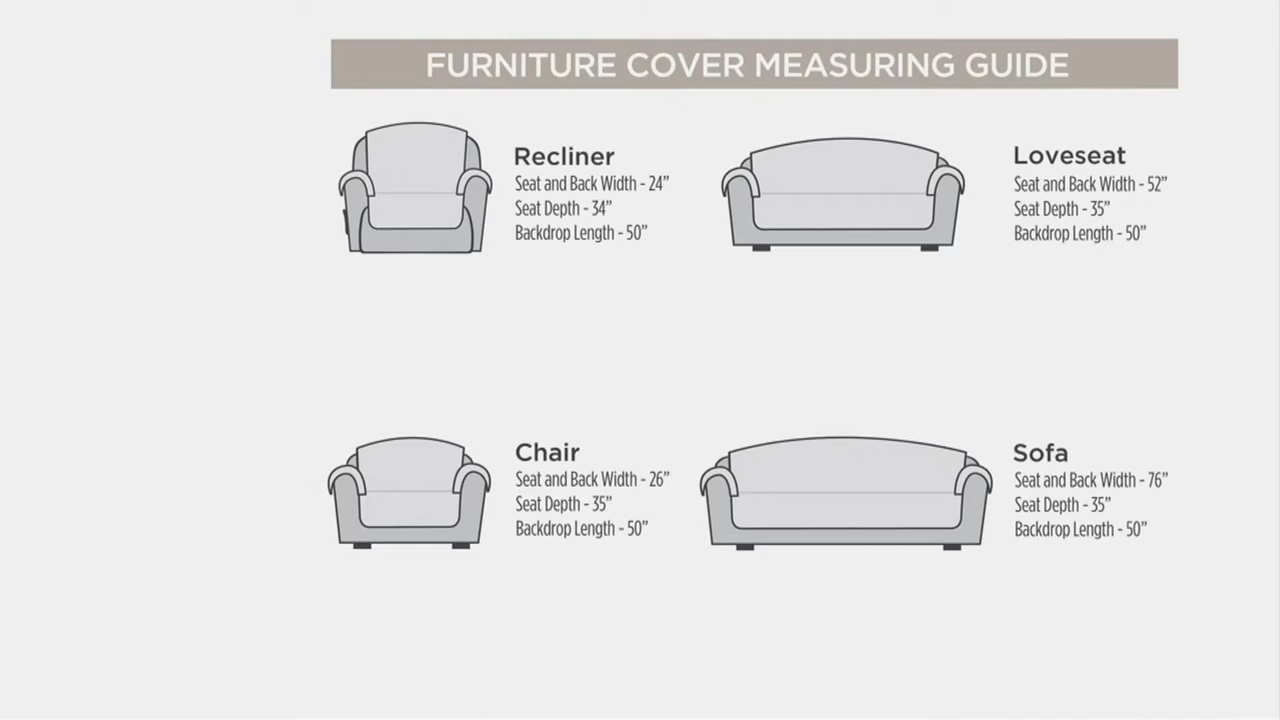 FURNITURE COVER MEASURING GUIDE
Recliner
Seat and Back Width - 24”
Seat Depth - 34”
Backdrop Length - 50”
Loveseat
Seat and Back Width - 52”
Seat Depth - 35”
Backdrop Length - 50”
Chair
Seat and Back Width - 26”
Seat Depth - 35”
Backdrop Length - 50”
Sofa
Seat and Back Width - 76”
Seat Depth - 35”
Backdrop Length - 50”